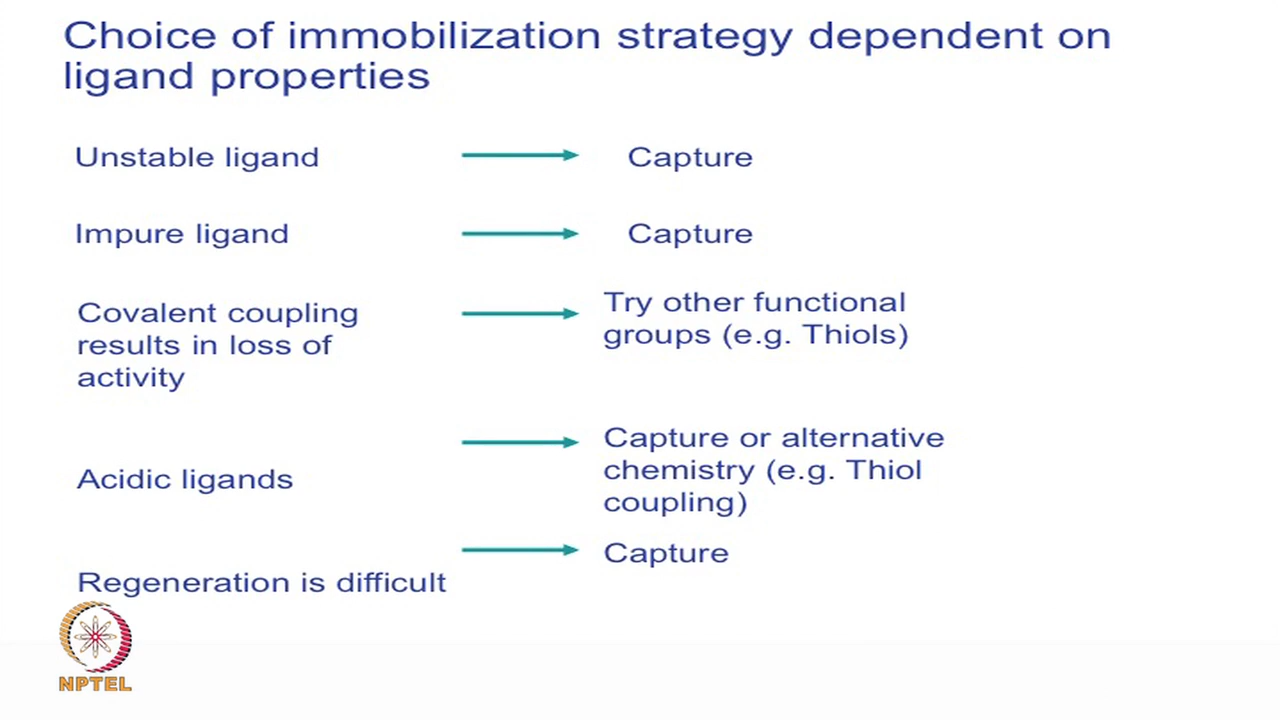 Choice of immobilization strategy dependent on
ligand properties
Unstable ligand
Capture
Impure ligand
Capture
Covalent coupling
results in loss of
activity
Try other functional
groups (e.g. Thiols)
Acidic ligands
Capture or alternative
chemistry (e.g. Thiol
coupling)
Regeneration is difficult
Capture
NPTEL